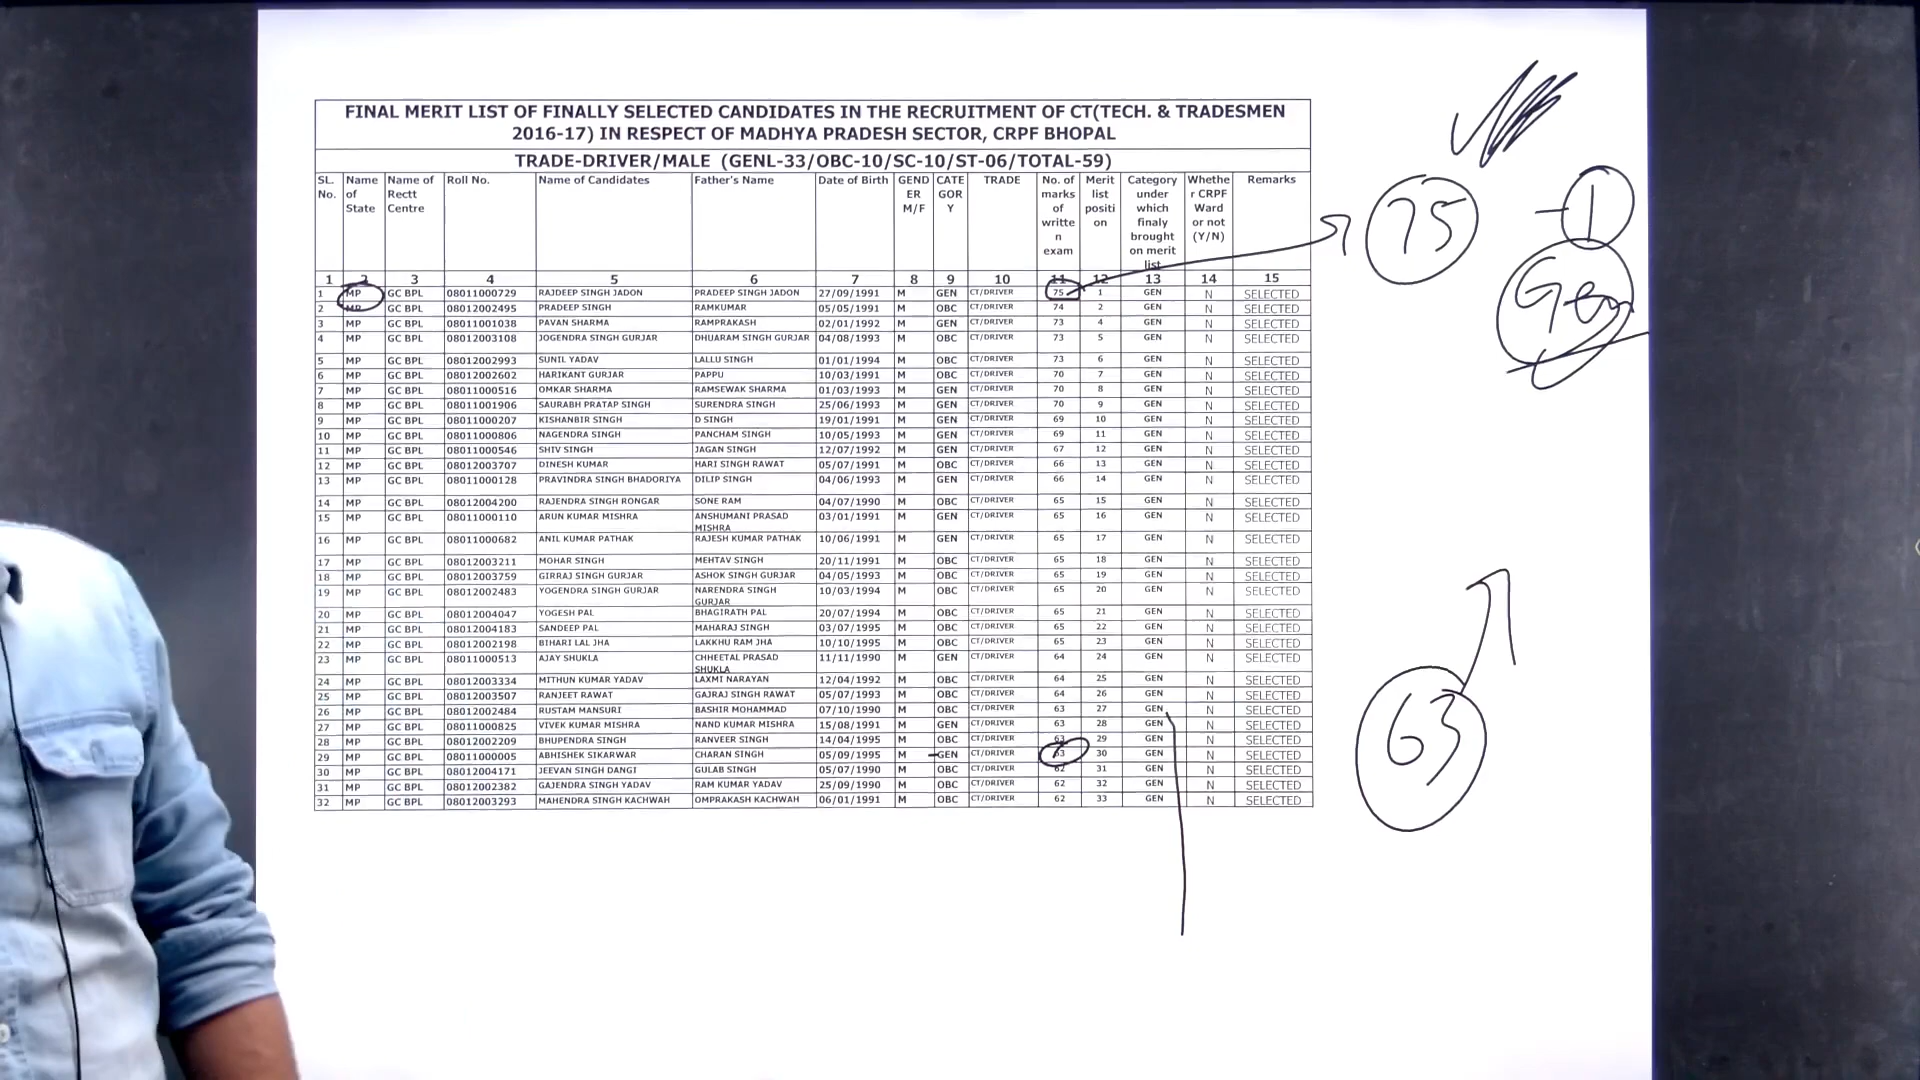 FINAL MERIT LIST OF FINALLY SELECTED CANDIDATES IN THE RECRUITMENT OF CT(TECH. & TRADESMEN
2016-17) IN RESPECT OF MADHYA PRADESH SECTOR, CRPF BHOPAL
TRADE-DRIVER/MALE (GENL-33/OBC-10/SC-10/ST-06/TOTAL-59)
SL. No. Name of State Name of Rectt Centre Roll No. Name of Candidates Father's Name Date of Birth GENDER M/F CATEGORY TRADE No. of marks of written exam Merit list position Category under which finaly brought on merit list Whether CRPF Ward or not (Y/N) Remarks
1 2 3 4 5 6 7 8 9 10 11 12 13 14 15
1 MP GC BPL 08011000729 RAJDEEP SINGH JADON PRADEEP SINGH JADON 27/09/1991 M GEN CT/DRIVER 75 1 GEN N SELECTED
2 MP GC BPL 08012002495 PRADEEP SINGH RAMKUMAR 05/05/1991 M OBC CT/DRIVER 74 2 GEN N SELECTED
3 MP GC BPL 08011001038 PAVAN SHARMA RAMPRAKASH 02/01/1992 M GEN CT/DRIVER 73 4 GEN N SELECTED
4 MP GC BPL 08012003108 JOGENDRA SINGH GURJAR DHUARAM SINGH GURJAR 04/08/1993 M OBC CT/DRIVER 73 5 GEN N SELECTED
5 MP GC BPL 08012002993 SUNIL YADAV LALLU SINGH 01/01/1994 M OBC CT/DRIVER 73 6 GEN N SELECTED
6 MP GC BPL 08012002602 HARIKANT GURJAR PAPPU 10/03/1991 M OBC CT/DRIVER 70 7 GEN N SELECTED
7 MP GC BPL 08011000516 OMKAR SHARMA RAMSEWAK SHARMA 01/03/1993 M GEN CT/DRIVER 70 8 GEN N SELECTED
8 MP GC BPL 08011001906 SAURABH PRATAP SINGH SURENDRA SINGH 25/06/1993 M GEN CT/DRIVER 70 9 GEN N SELECTED
9 MP GC BPL 08011000207 KISHANBIR SINGH D SINGH 19/01/1991 M GEN CT/DRIVER 69 10 GEN N SELECTED
10 MP GC BPL 08011000806 NAGENDRA SINGH PANCHAM SINGH 10/05/1993 M GEN CT/DRIVER 69 11 GEN N SELECTED
11 MP GC BPL 08011000546 SHIV SINGH JAGAN SINGH 12/07/1992 M GEN CT/DRIVER 67 12 GEN N SELECTED
12 MP GC BPL 08012003707 DINESH KUMAR HARI SINGH RAWAT 05/07/1991 M OBC CT/DRIVER 66 13 GEN N SELECTED
13 MP GC BPL 08011000128 PRAVINDRA SINGH BHADORIYA DILIP SINGH 04/06/1993 M GEN CT/DRIVER 66 14 GEN N SELECTED
14 MP GC BPL 08012004200 RAJENDRA SINGH RONGAR SONE RAM 04/07/1990 M OBC CT/DRIVER 65 15 GEN N SELECTED
15 MP GC BPL 08011000110 ARUN KUMAR MISHRA ANSHUMANI PRASAD MISHRA 03/01/1991 M GEN CT/DRIVER 65 16 GEN N SELECTED
16 MP GC BPL 08011000682 ANIL KUMAR PATHAK RAJESH KUMAR PATHAK 10/06/1991 M GEN CT/DRIVER 65 17 GEN N SELECTED
17 MP GC BPL 08012003211 MOHAR SINGH MEHTAV SINGH 20/11/1991 M OBC CT/DRIVER 65 18 GEN N SELECTED
18 MP GC BPL 08012003759 GIRRAJ SINGH GURJAR ASHOK SINGH GURJAR 04/05/1993 M OBC CT/DRIVER 65 19 GEN N SELECTED
19 MP GC BPL 08012002483 YOGENDRA SINGH GURJAR NARENDRA SINGH GURJAR 10/03/1994 M OBC CT/DRIVER 65 20 GEN N SELECTED
20 MP GC BPL 08012004047 YOGESH PAL BHAGIRATH PAL 20/07/1994 M OBC CT/DRIVER 65 21 GEN N SELECTED
21 MP GC BPL 08012004183 SANDEEP PAL MAHARAJ SINGH 03/07/1995 M OBC CT/DRIVER 65 22 GEN N SELECTED
22 MP GC BPL 08012002198 BIHARI LAL JHA LAKKHU RAM JHA 10/10/1995 M OBC CT/DRIVER 65 23 GEN N SELECTED
23 MP GC BPL 08011000513 AJAY SHUKLA CHHEETAL PRASAD SHUKLA 11/11/1990 M GEN CT/DRIVER 64 24 GEN N SELECTED
24 MP GC BPL 08012003334 MITHUN KUMAR YADAV LAXMI NARAYAN 12/04/1992 M OBC CT/DRIVER 64 25 GEN N SELECTED
25 MP GC BPL 08012003507 RANJEET RAWAT GAJRAJ SINGH RAWAT 05/07/1993 M OBC CT/DRIVER 64 26 GEN N SELECTED
26 MP GC BPL 08012002484 RUSTAM MANSURI BASHIR MOHAMMAD 07/10/1990 M OBC CT/DRIVER 63 27 GEN N SELECTED
27 MP GC BPL 08011000825 VIVEK KUMAR MISHRA NAND KUMAR MISHRA 15/08/1991 M GEN CT/DRIVER 63 28 GEN N SELECTED
28 MP GC BPL 08012002209 BHUPENDRA SINGH RANVEER SINGH 14/04/1995 M OBC CT/DRIVER 63 29 GEN N SELECTED
29 MP GC BPL 08011000005 ABHISHEK SIKARWAR CHARAN SINGH 05/09/1995 M GEN CT/DRIVER 63 30 GEN N SELECTED
30 MP GC BPL 08012004171 JEEVAN SINGH DANGI GULAB SINGH 05/07/1990 M OBC CT/DRIVER 62 31 GEN N SELECTED
31 MP GC BPL 08012002382 GAJENDRA SINGH YADAV RAM KUMAR YADAV 25/09/1990 M OBC CT/DRIVER 62 32 GEN N SELECTED
32 MP GC BPL 08012003293 MAHENDRA SINGH KACHWAH OMPRAKASH KACHWAH 06/01/1991 M OBC CT/DRIVER 62 33 GEN N SELECTED
75
-1
Gen
63